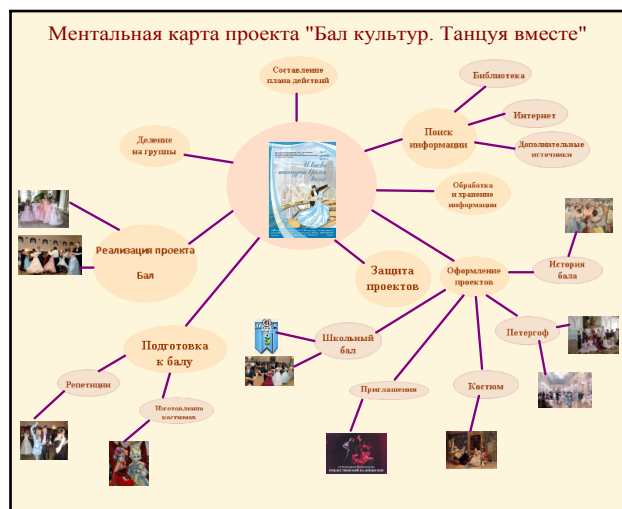 Ментальная карта проекта "Бал культур. Танцуя вместе"
Составление
плана действий
Библиотека
Интернет
Поиск
информации
Дополнительные
источники
Деление
на группы
Обработка
и хранение
информации
Реализация проекта
Бал
Защита
проектов
Оформление
проектов
История
бала
Петергоф
Школьный
бал
Подготовка
к балу
Репетиции
Изготовление
костюмов
Приглашения
Костюм